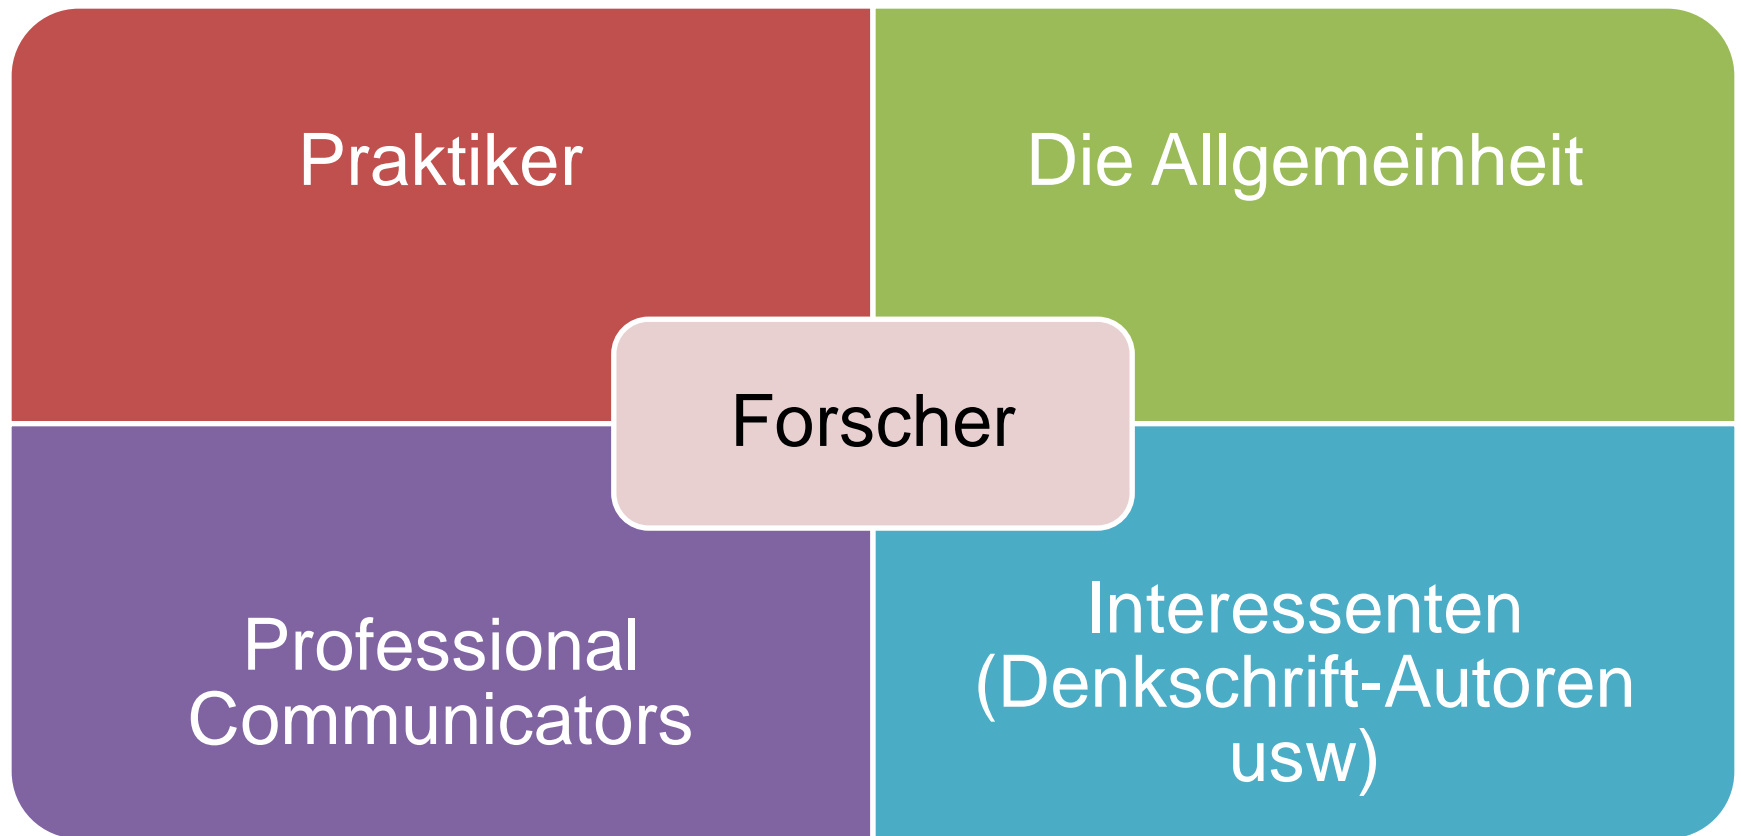 Praktiker
Die Allgemeinheit
Forscher
Professional
Communicators
Interessenten
(Denkschrift-Autoren
usw)